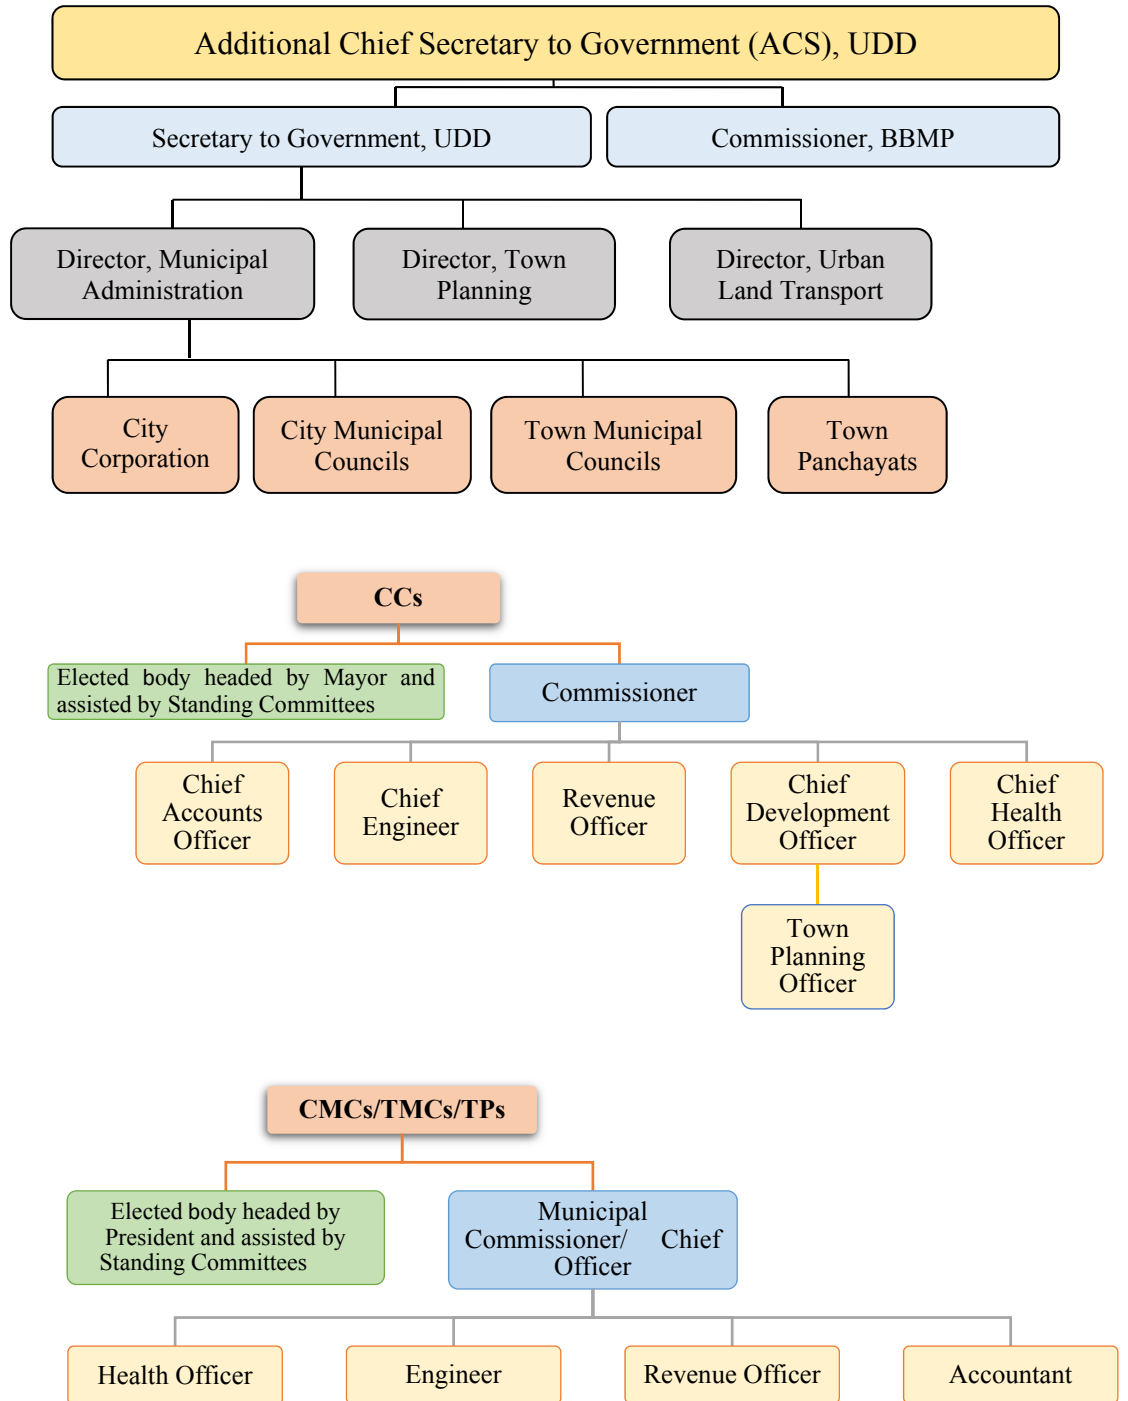 Additional Chief Secretary to Government (ACS), UDD
Secretary to Government, UDD
Commissioner, BBMP
Director, Municipal
Administration
Director, Town
Planning
Director, Urban
Land Transport
City
Corporation
City Municipal
Councils
Town Municipal
Councils
Town
Panchayats
CCs
Elected body headed by Mayor and
assisted by Standing Committees
Commissioner
Chief
Accounts
Officer
Chief
Engineer
Revenue
Officer
Chief
Development
Officer
Chief
Health
Officer
Town
Planning
Officer
CMCs/TMCs/TPs
Elected body headed by
President and assisted by
Standing Committees
Municipal
Commissioner/ Chief
Officer
Health Officer
Engineer
Revenue Officer
Accountant